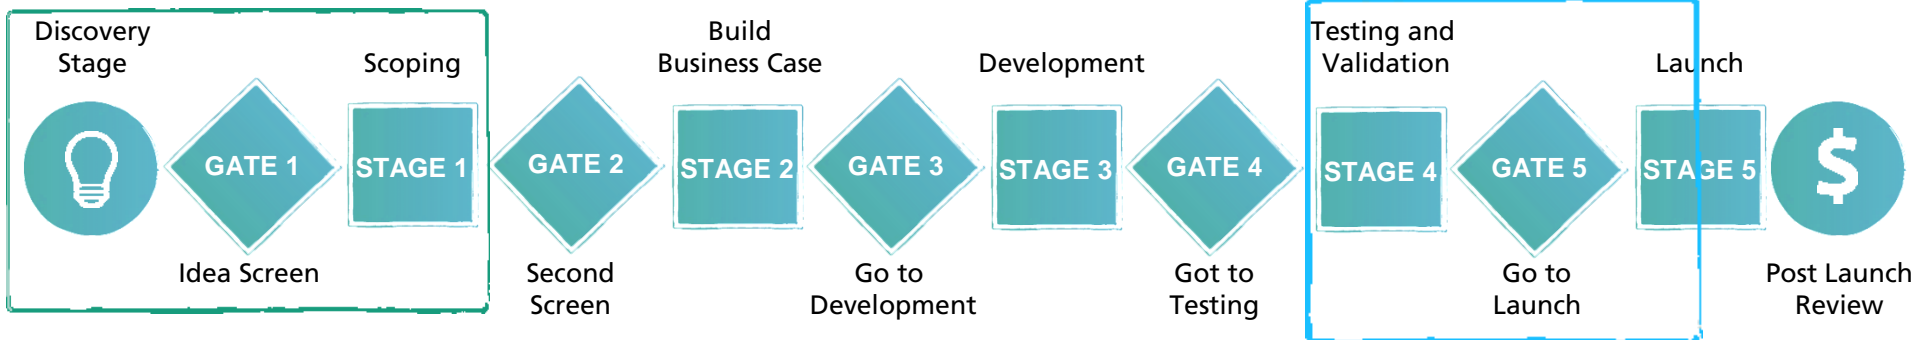 Discovery
Stage
Scoping
Build
Business Case
Development
Testing and
Validation
Launch
GATE 1
STAGE 1
GATE 2
STAGE 2
GATE 3
STAGE 3
GATE 4
STAGE 4
GATE 5
STAGE 5
$
Idea Screen
Second
Screen
Go to
Development
Got to
Testing
Go to
Launch
Post Launch
Review